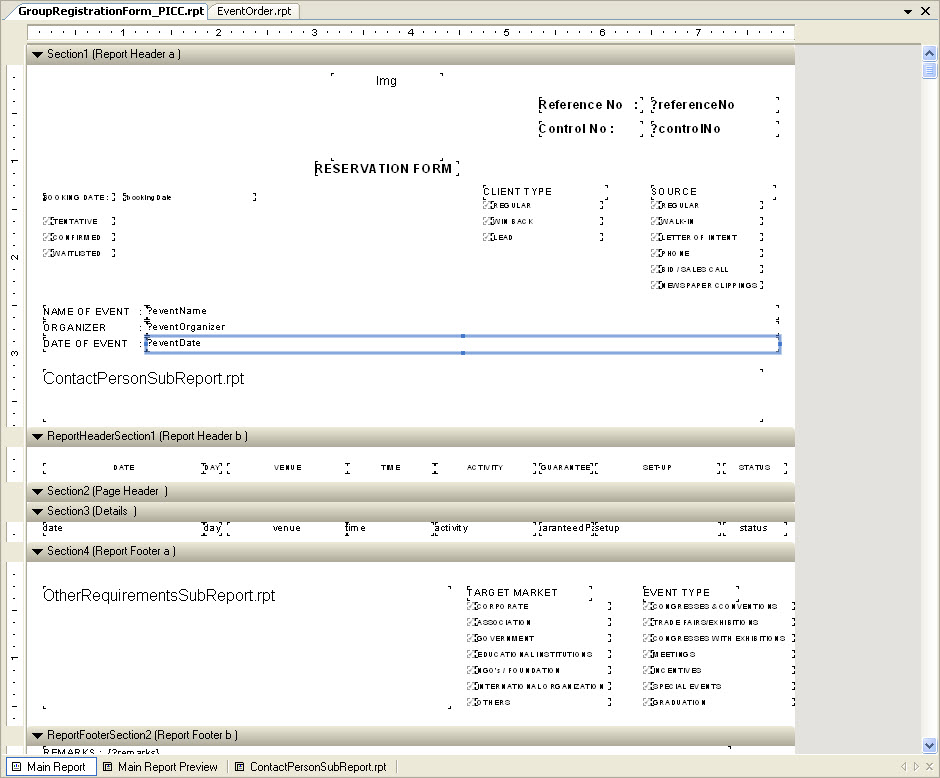 GroupRegistrationForm_PICC.rpt EventOrder.rpt
1 2 3 4 5 6 7
Section1 (Report Header a )
Img
Reference No : ?referenceNo
Control No : ?controlNo
1
RESERVATION FORM
BOOKING DATE : bookingDate
CLIENT TYPE SOURCE
REGULAR REGULAR
TENTATIVE WIN BACK WALK-IN
CONFIRMED LEAD LETTER OF INTENT
WAITLISTED PHONE
2
BID / SALES CALL
NEWSPAPER CLIPPINGS
NAME OF EVENT : ?eventName
ORGANIZER : ?eventOrganizer
DATE OF EVENT : ?eventDate
3
ContactPersonSubReport.rpt
ReportHeaderSection1 (Report Header b )
DATE DAY VENUE TIME ACTIVITY GUARANTEE SET-UP STATUS
Section2 (Page Header )
Section3 (Details )
date day venue time activity aranteedP setup status
Section4 (Report Footer a )
OtherRequirementsSubReport.rpt TARGET MARKET EVENT TYPE
CORPORATE CONGRESSES & CONVENTIONS
ASSOCIATION TRADE FAIRS/EXHIBITIONS
GOVERNMENT CONGRESSES WITH EXHIBITIONS
EDUCATIONAL INSTITUTIONS MEETINGS
1
NGO's / FOUNDATION INCENTIVES
INTERNATIONAL ORGANIZATION SPECIAL EVENTS
OTHERS GRADUATION
ReportFooterSection2 (Report Footer b )
REMARKS : {?remarks}
Main Report Main Report Preview ContactPersonSubReport.rpt